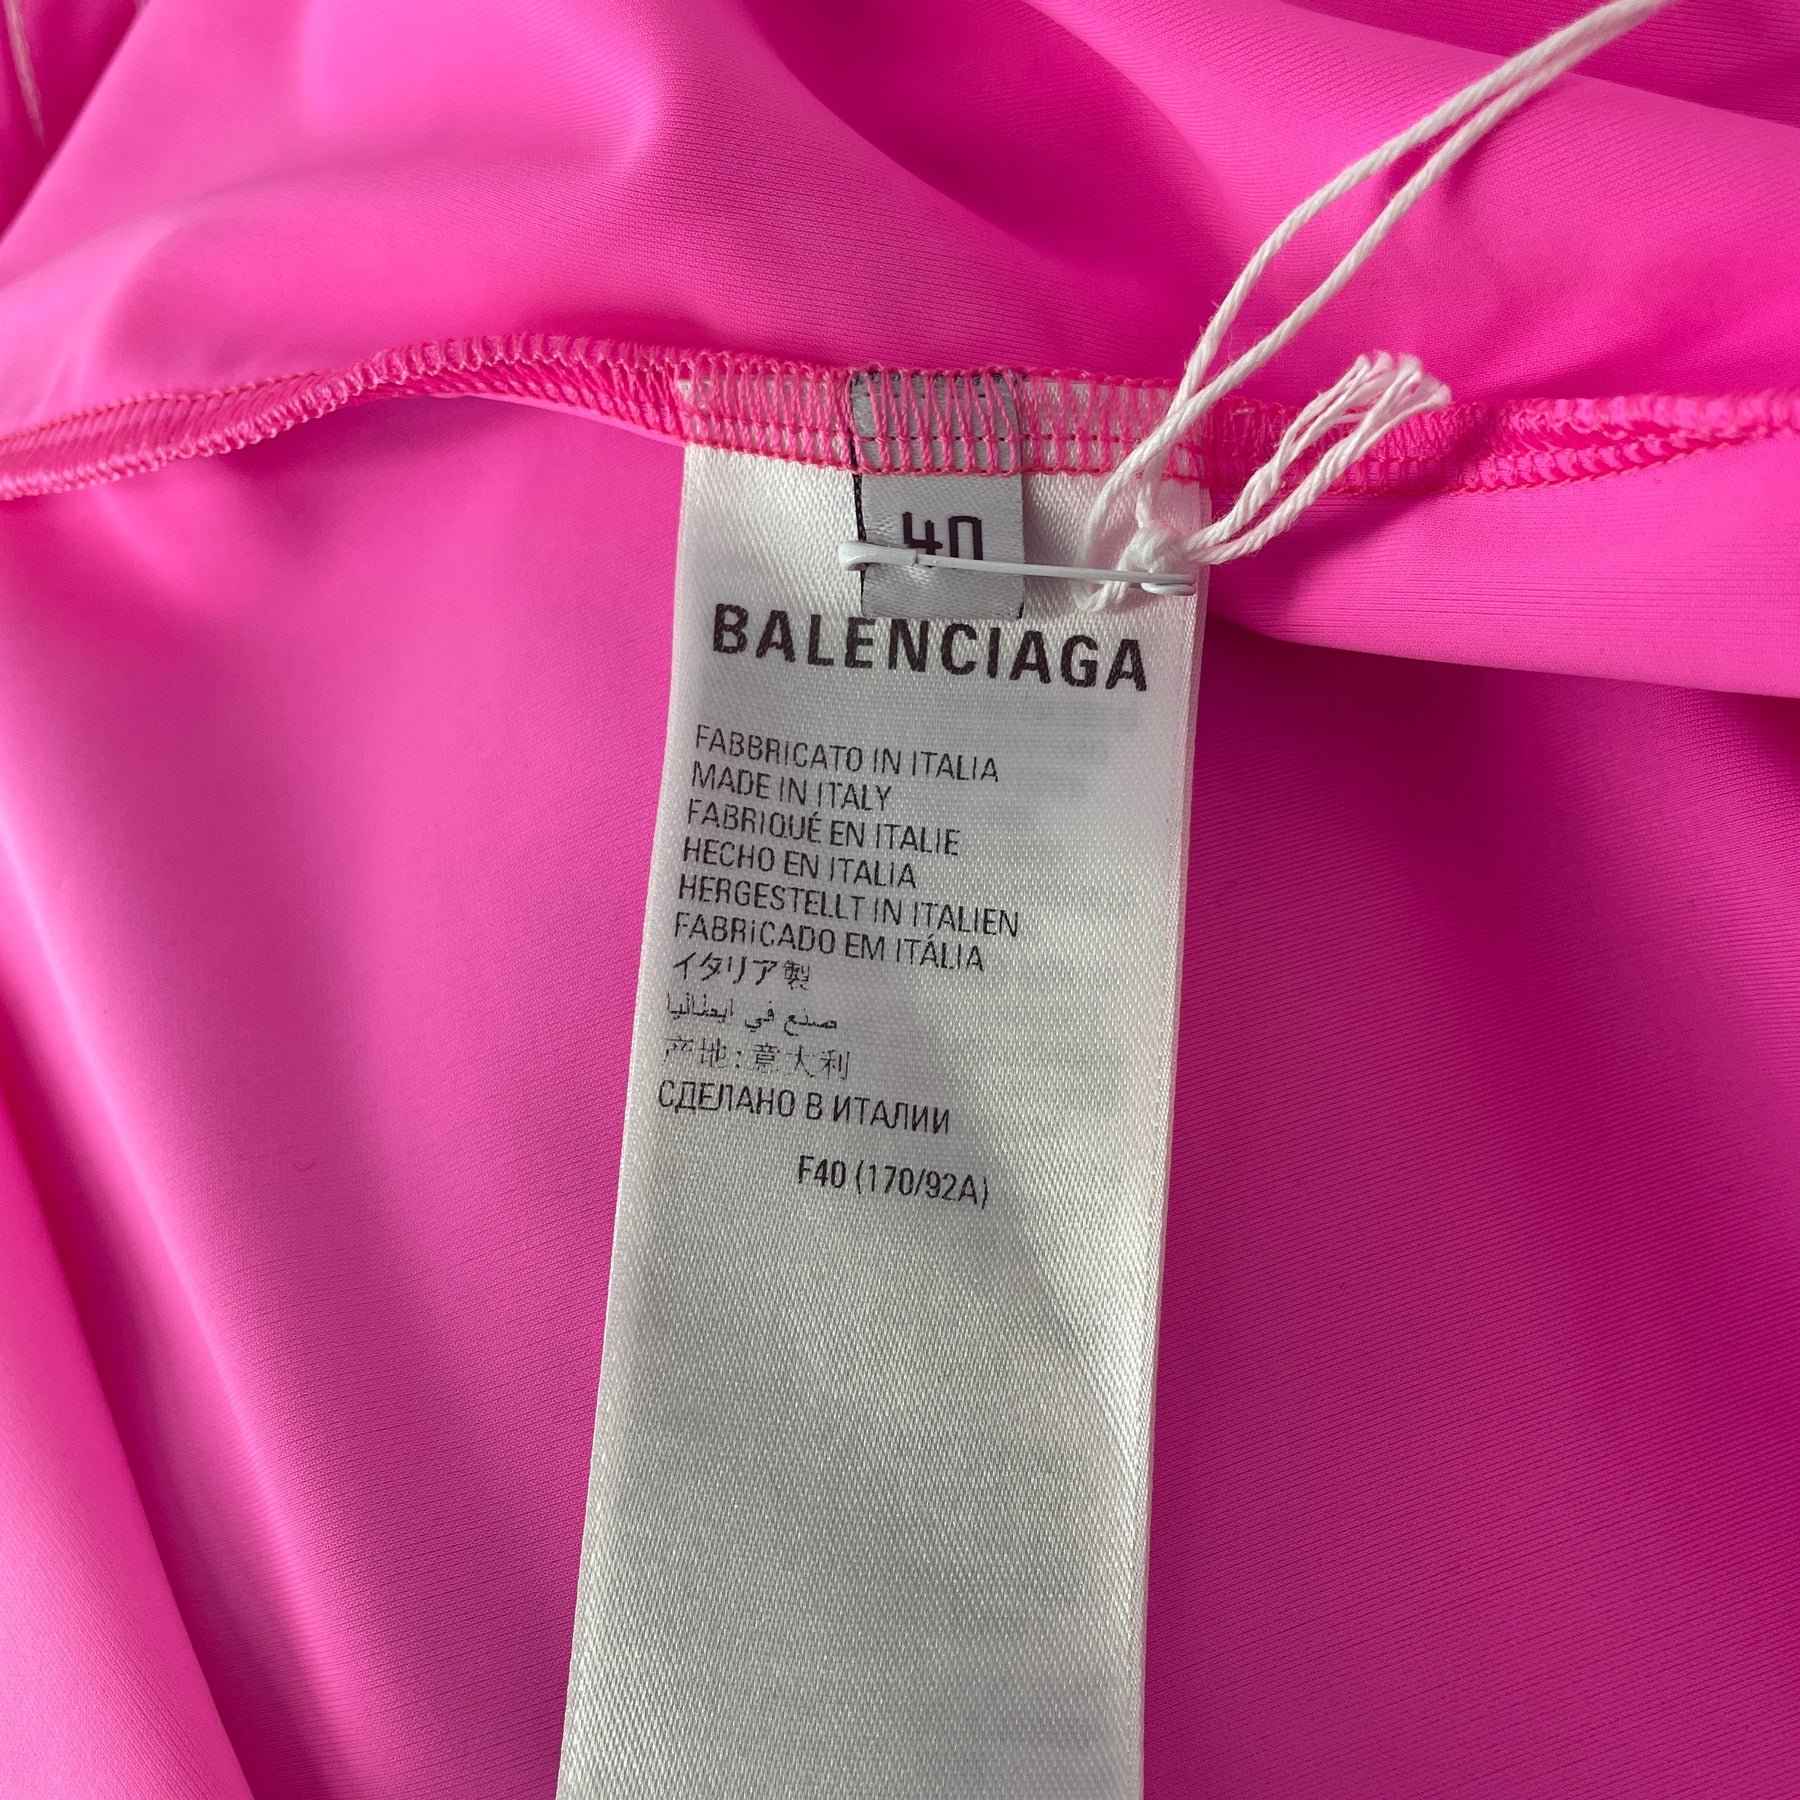 40
BALENCIAGA
FABBRICATO IN ITALIA
MADE IN ITALY
FABRIQUÉ EN ITALIE
HECHO EN ITALIA
HERGESTELLT IN ITALIEN
FABRICADO EM ITÁLIA
イタリア製
صنع في ايطاليا
产地:意大利
СДЕЛАНО В ИТАЛИИ
F40 (170/92A)